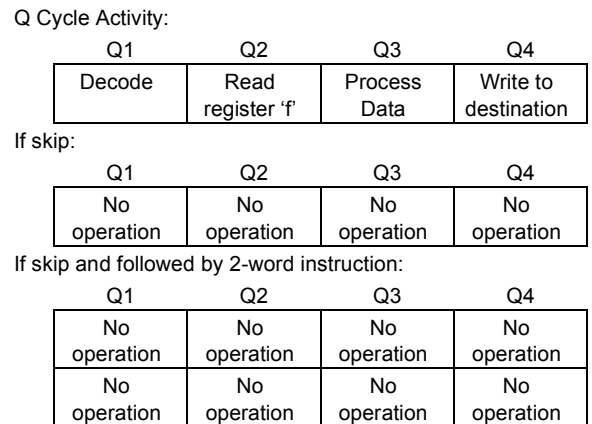 Q Cycle Activity:
Q1 Q2 Q3 Q4
Decode Read Process Write to
register ‘f’ Data destination
If skip:
Q1 Q2 Q3 Q4
No No No No
operation operation operation operation
If skip and followed by 2-word instruction:
Q1 Q2 Q3 Q4
No No No No
operation operation operation operation
No No No No
operation operation operation operation